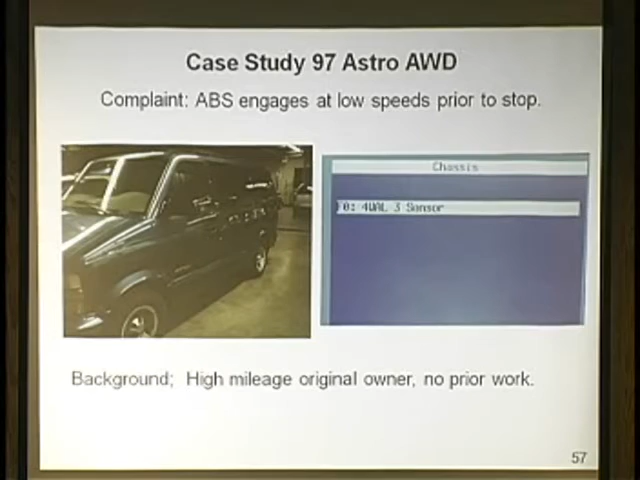 Case Study 97 Astro AWD
Complaint: ABS engages at low speeds prior to stop.
Chassis
0: 4WAL 3 Sensor
Background; High mileage original owner, no prior work.
57